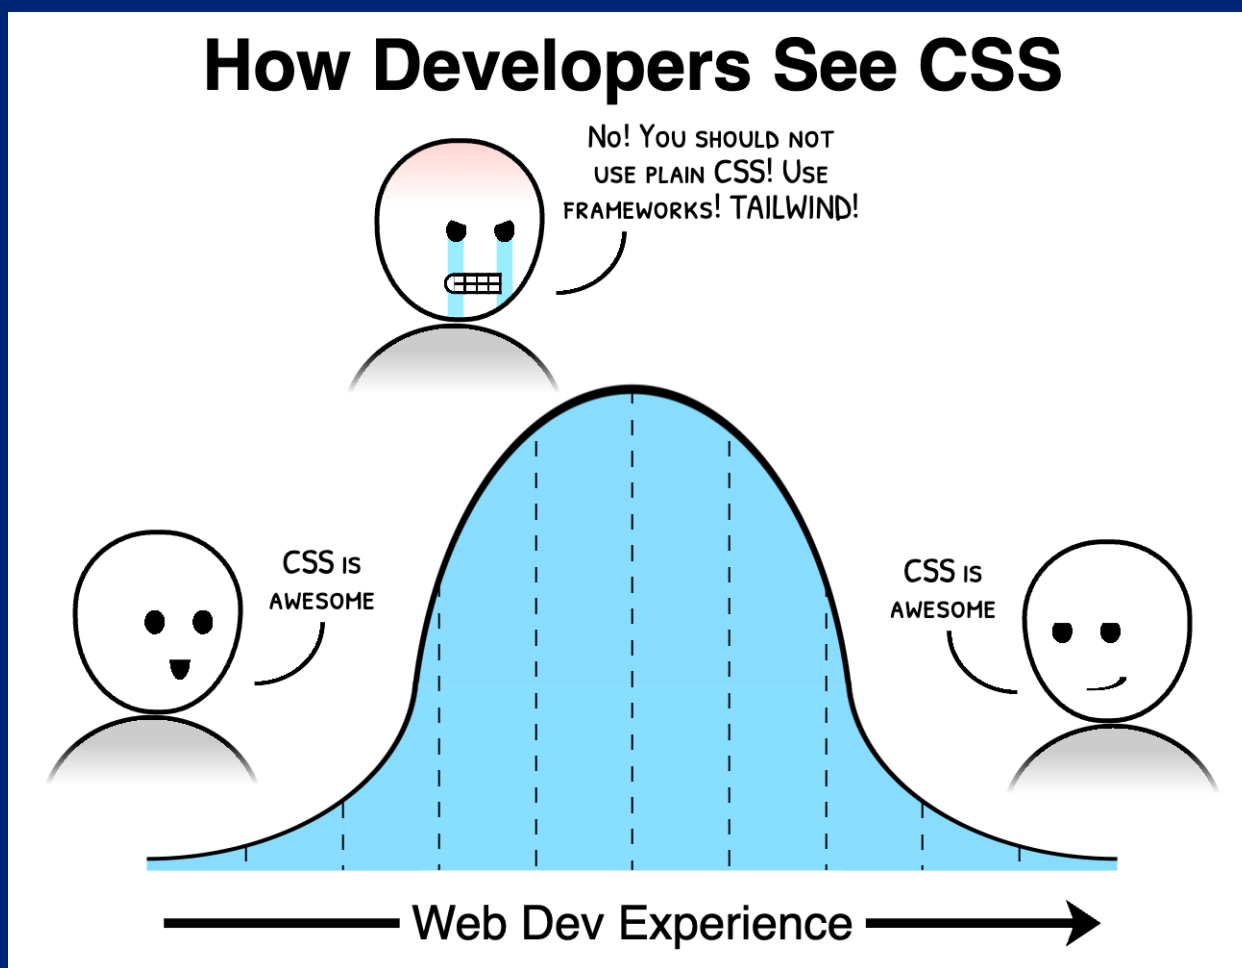 How Developers See CSS
No! You should not
use plain CSS! Use
frameworks! TAILWIND!
CSS is
awesome
CSS is
awesome
Web Dev Experience